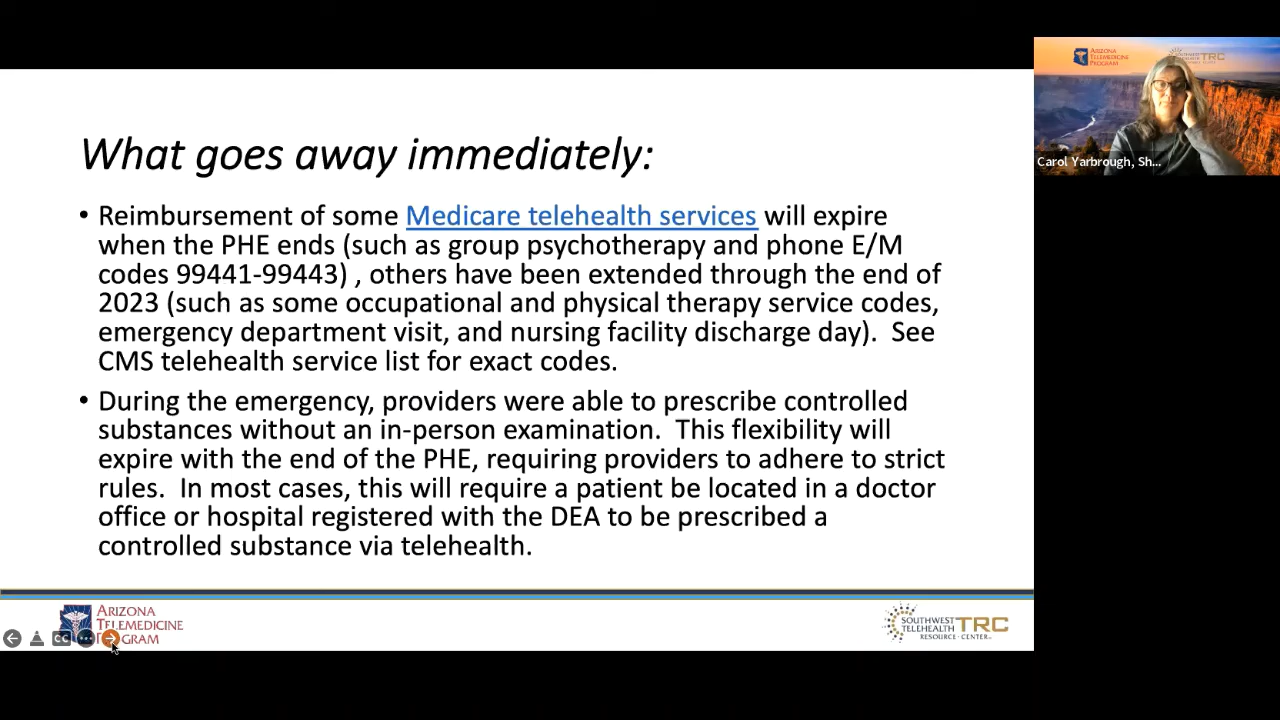 What goes away immediately:
• Reimbursement of some Medicare telehealth services will expire
when the PHE ends (such as group psychotherapy and phone E/M
codes 99441-99443) , others have been extended through the end of
2023 (such as some occupational and physical therapy service codes,
emergency department visit, and nursing facility discharge day).  See
CMS telehealth service list for exact codes.
• During the emergency, providers were able to prescribe controlled
substances without an in-person examination.  This flexibility will
expire with the end of the PHE, requiring providers to adhere to strict
rules.  In most cases, this will require a patient be located in a doctor
office or hospital registered with the DEA to be prescribed a
controlled substance via telehealth.
ARIZONA
TELEMEDICINE
PROGRAM
CC
SOUTHWEST
TELEHEALTH
RESOURCE·CENTER
TRC
ARIZONA
TELEMEDICINE
PROGRAM
TRC
Carol Yarbrough, Sh...